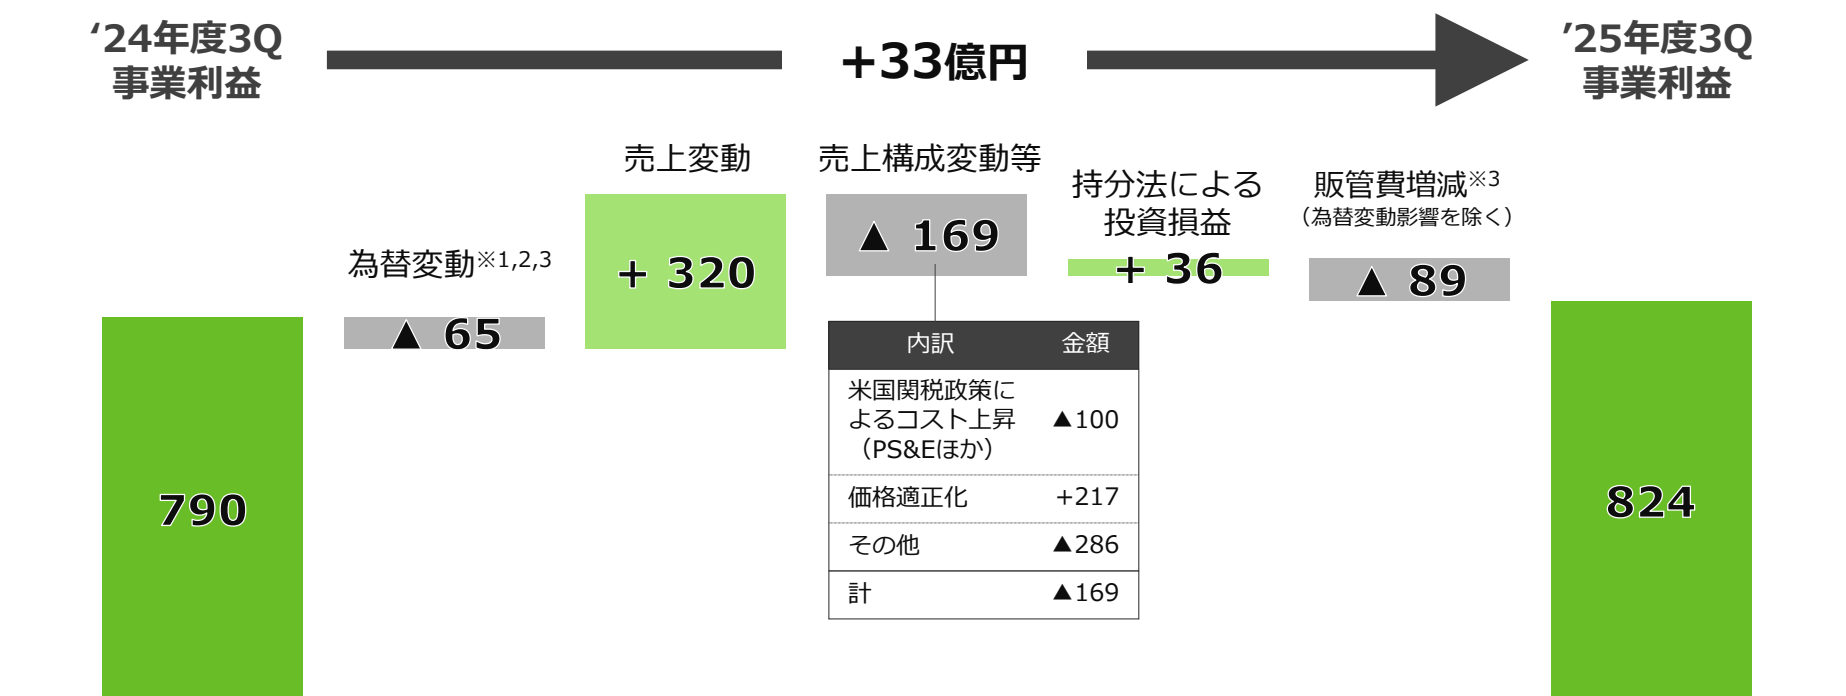 ‘24年度3Q
事業利益
+33億円
’25年度3Q
事業利益
売上変動
売上構成変動等
持分法による
投資損益
販管費増減※3
（為替変動影響を除く）
為替変動※1,2,3
+ 320
▲ 169
+ 36
▲ 89
▲ 65
790
824
内訳 金額
米国関税政策に
よるコスト上昇 ▲100
（PS&Eほか）
価格適正化 +217
その他 ▲286
計 ▲169